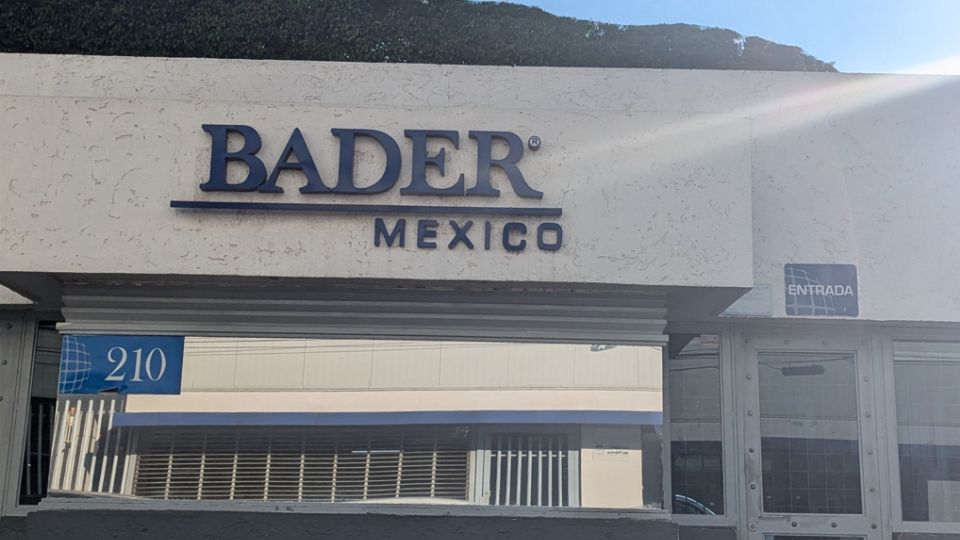 BADER®
MEXICO
ENTRADA
210